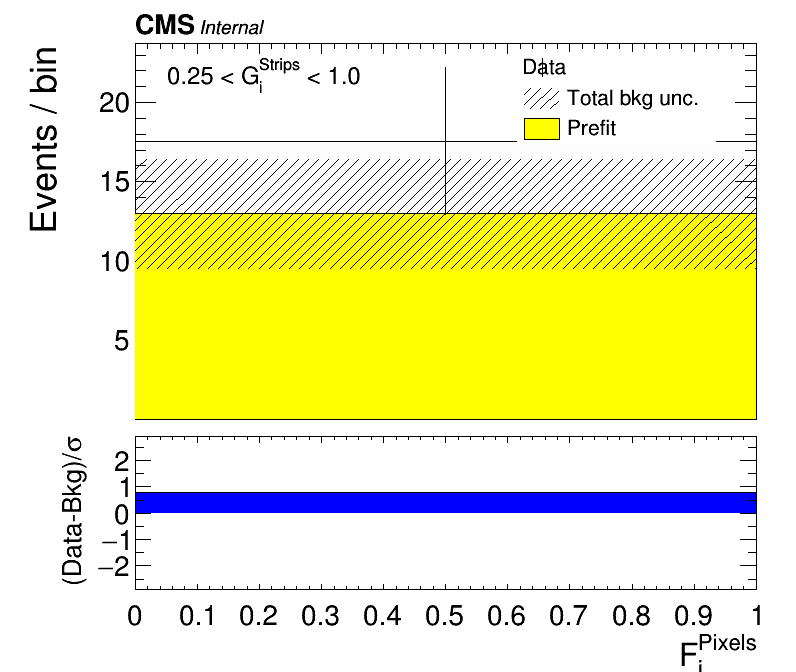 CMS Internal
Events / bin
0.25 < G_i^Strips < 1.0
Data
Total bkg unc.
Prefit
20
15
10
5
(Data-Bkg)/σ
2
1
0
−1
−2
0 0.1 0.2 0.3 0.4 0.5 0.6 0.7 0.8 0.9 1
F_i^Pixels